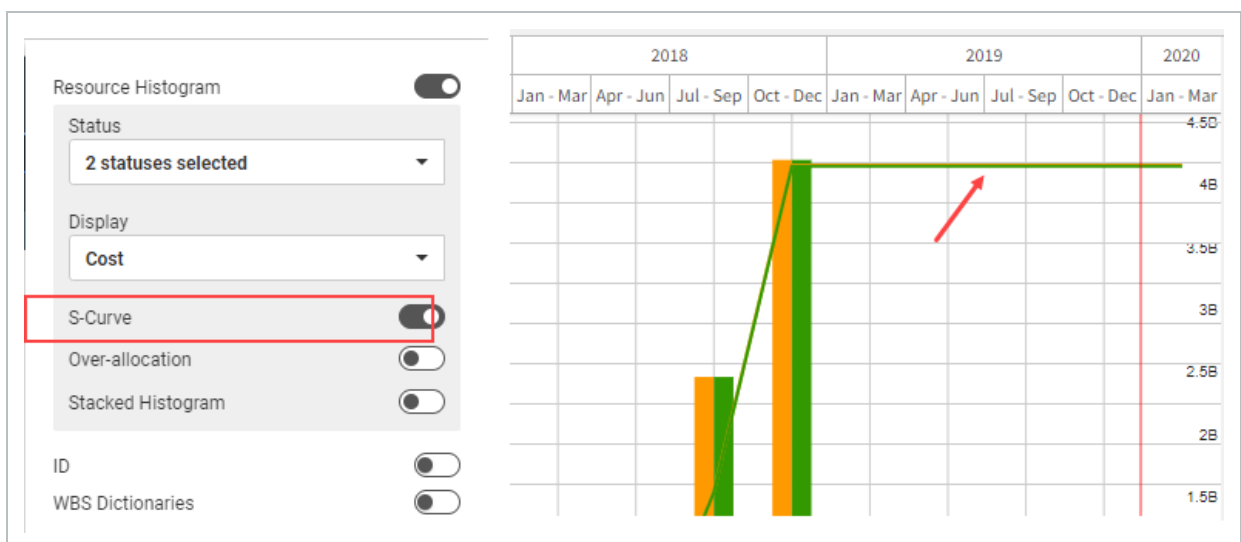 Resource Histogram
Status
2 statuses selected
Display
Cost
S-Curve
Over-allocation
Stacked Histogram
ID
WBS Dictionaries
2018 2019 2020
Jan - Mar Apr - Jun Jul - Sep Oct - Dec Jan - Mar Apr - Jun Jul - Sep Oct - Dec Jan - Mar
4.5B
4B
3.5B
3B
2.5B
2B
1.5B